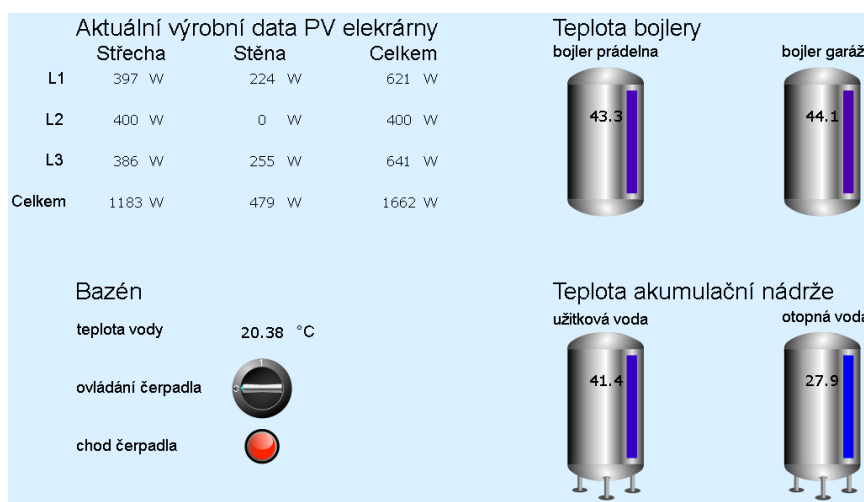 Aktuální výrobní data PV elekrárny
Střecha Stěna Celkem
L1 397 W 224 W 621 W
L2 400 W 0 W 400 W
L3 386 W 255 W 641 W
Celkem 1183 W 479 W 1662 W
Teplota bojlery
bojler prádelna bojler garáž
43.3 44.1
Bazén
teplota vody 20.38 °C
ovládání čerpadla
1
3
chod čerpadla
Teplota akumulační nádrže
užitková voda otopná voda
41.4 27.9